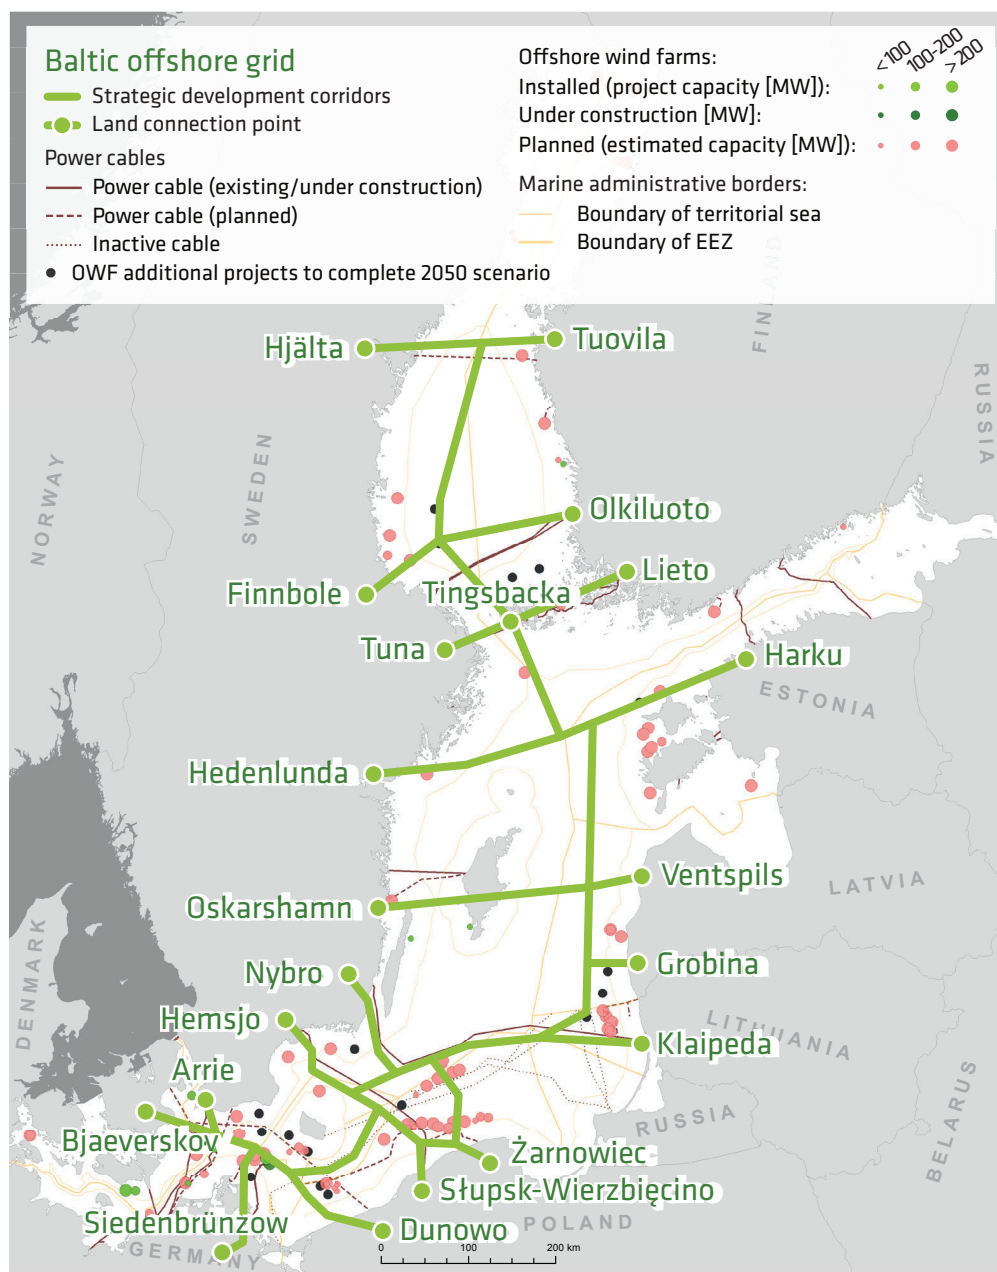 Baltic offshore grid
Strategic development corridors
Land connection point
Power cables
Power cable (existing/under construction)
Power cable (planned)
Inactive cable
OWF additional projects to complete 2050 scenario
Offshore wind farms:
<100
100-200
>200
Installed (project capacity [MW]):
Under construction [MW]:
Planned (estimated capacity [MW]):
Marine administrative borders:
Boundary of territorial sea
Boundary of EEZ
FINLAND
Hjälta
Tuovila
RUSSIA
SWEDEN
NORWAY
Olkiluoto
Finnbole
Tingsbacka
Lieto
Tuna
Harku
ESTONIA
Hedenlunda
Ventspils
LATVIA
Oskarshamn
DENMARK
Nybro
Grobina
Hemsjo
LITHUANIA
Klaipeda
Arrie
BELARUS
RUSSIA
Bjaeverskov
Żarnowiec
Słupsk-Wierzbięcino
Siedenbrünzow
Dunowo
POLAND
GERMANY
0 100 200 km